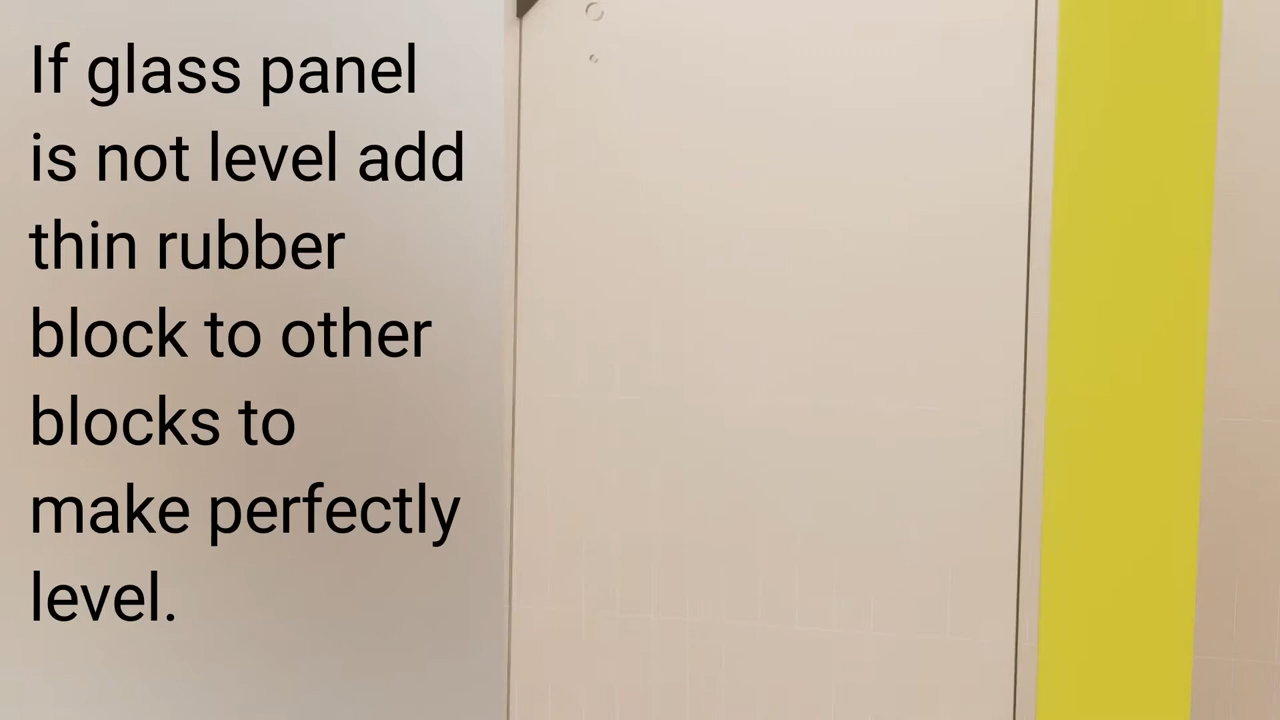 If glass panel
is not level add
thin rubber
block to other
blocks to
make perfectly
level.